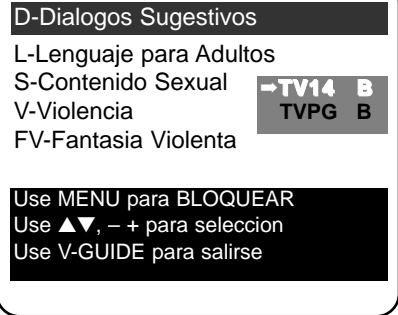 D-Dialogos Sugestivos
L-Lenguaje para Adultos
S-Contenido Sexual
➡TV14 B
V-Violencia
TVPG B
FV-Fantasia Violenta
Use MENU para BLOQUEAR
Use ▲▼, – + para seleccion
Use V-GUIDE para salirse